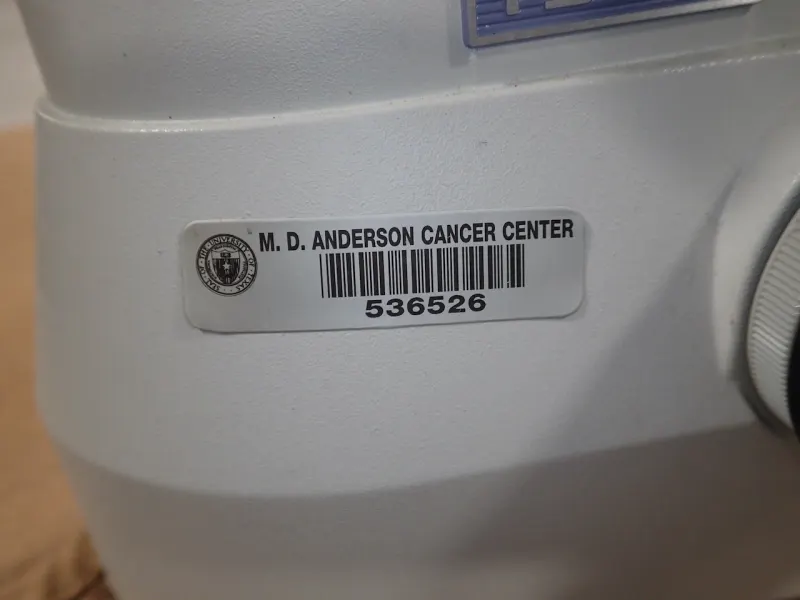 M. D. ANDERSON CANCER CENTER
536526